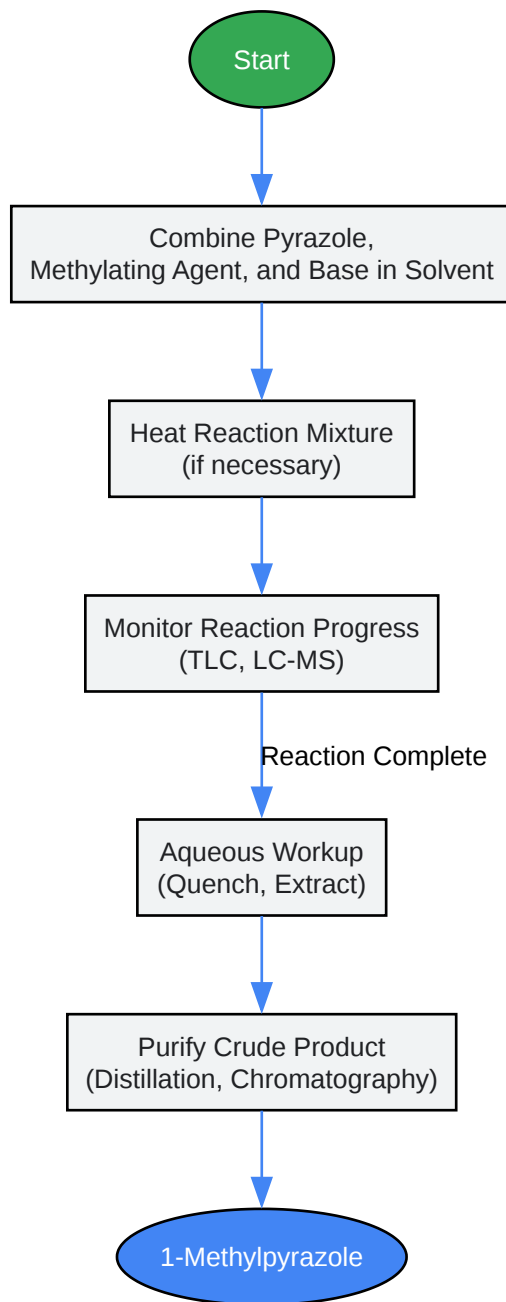 Start
Combine Pyrazole,
Methylating Agent, and Base in Solvent
Heat Reaction Mixture
(if necessary)
Monitor Reaction Progress
(TLC, LC-MS)
Reaction Complete
Aqueous Workup
(Quench, Extract)
Purify Crude Product
(Distillation, Chromatography)
1-Methylpyrazole